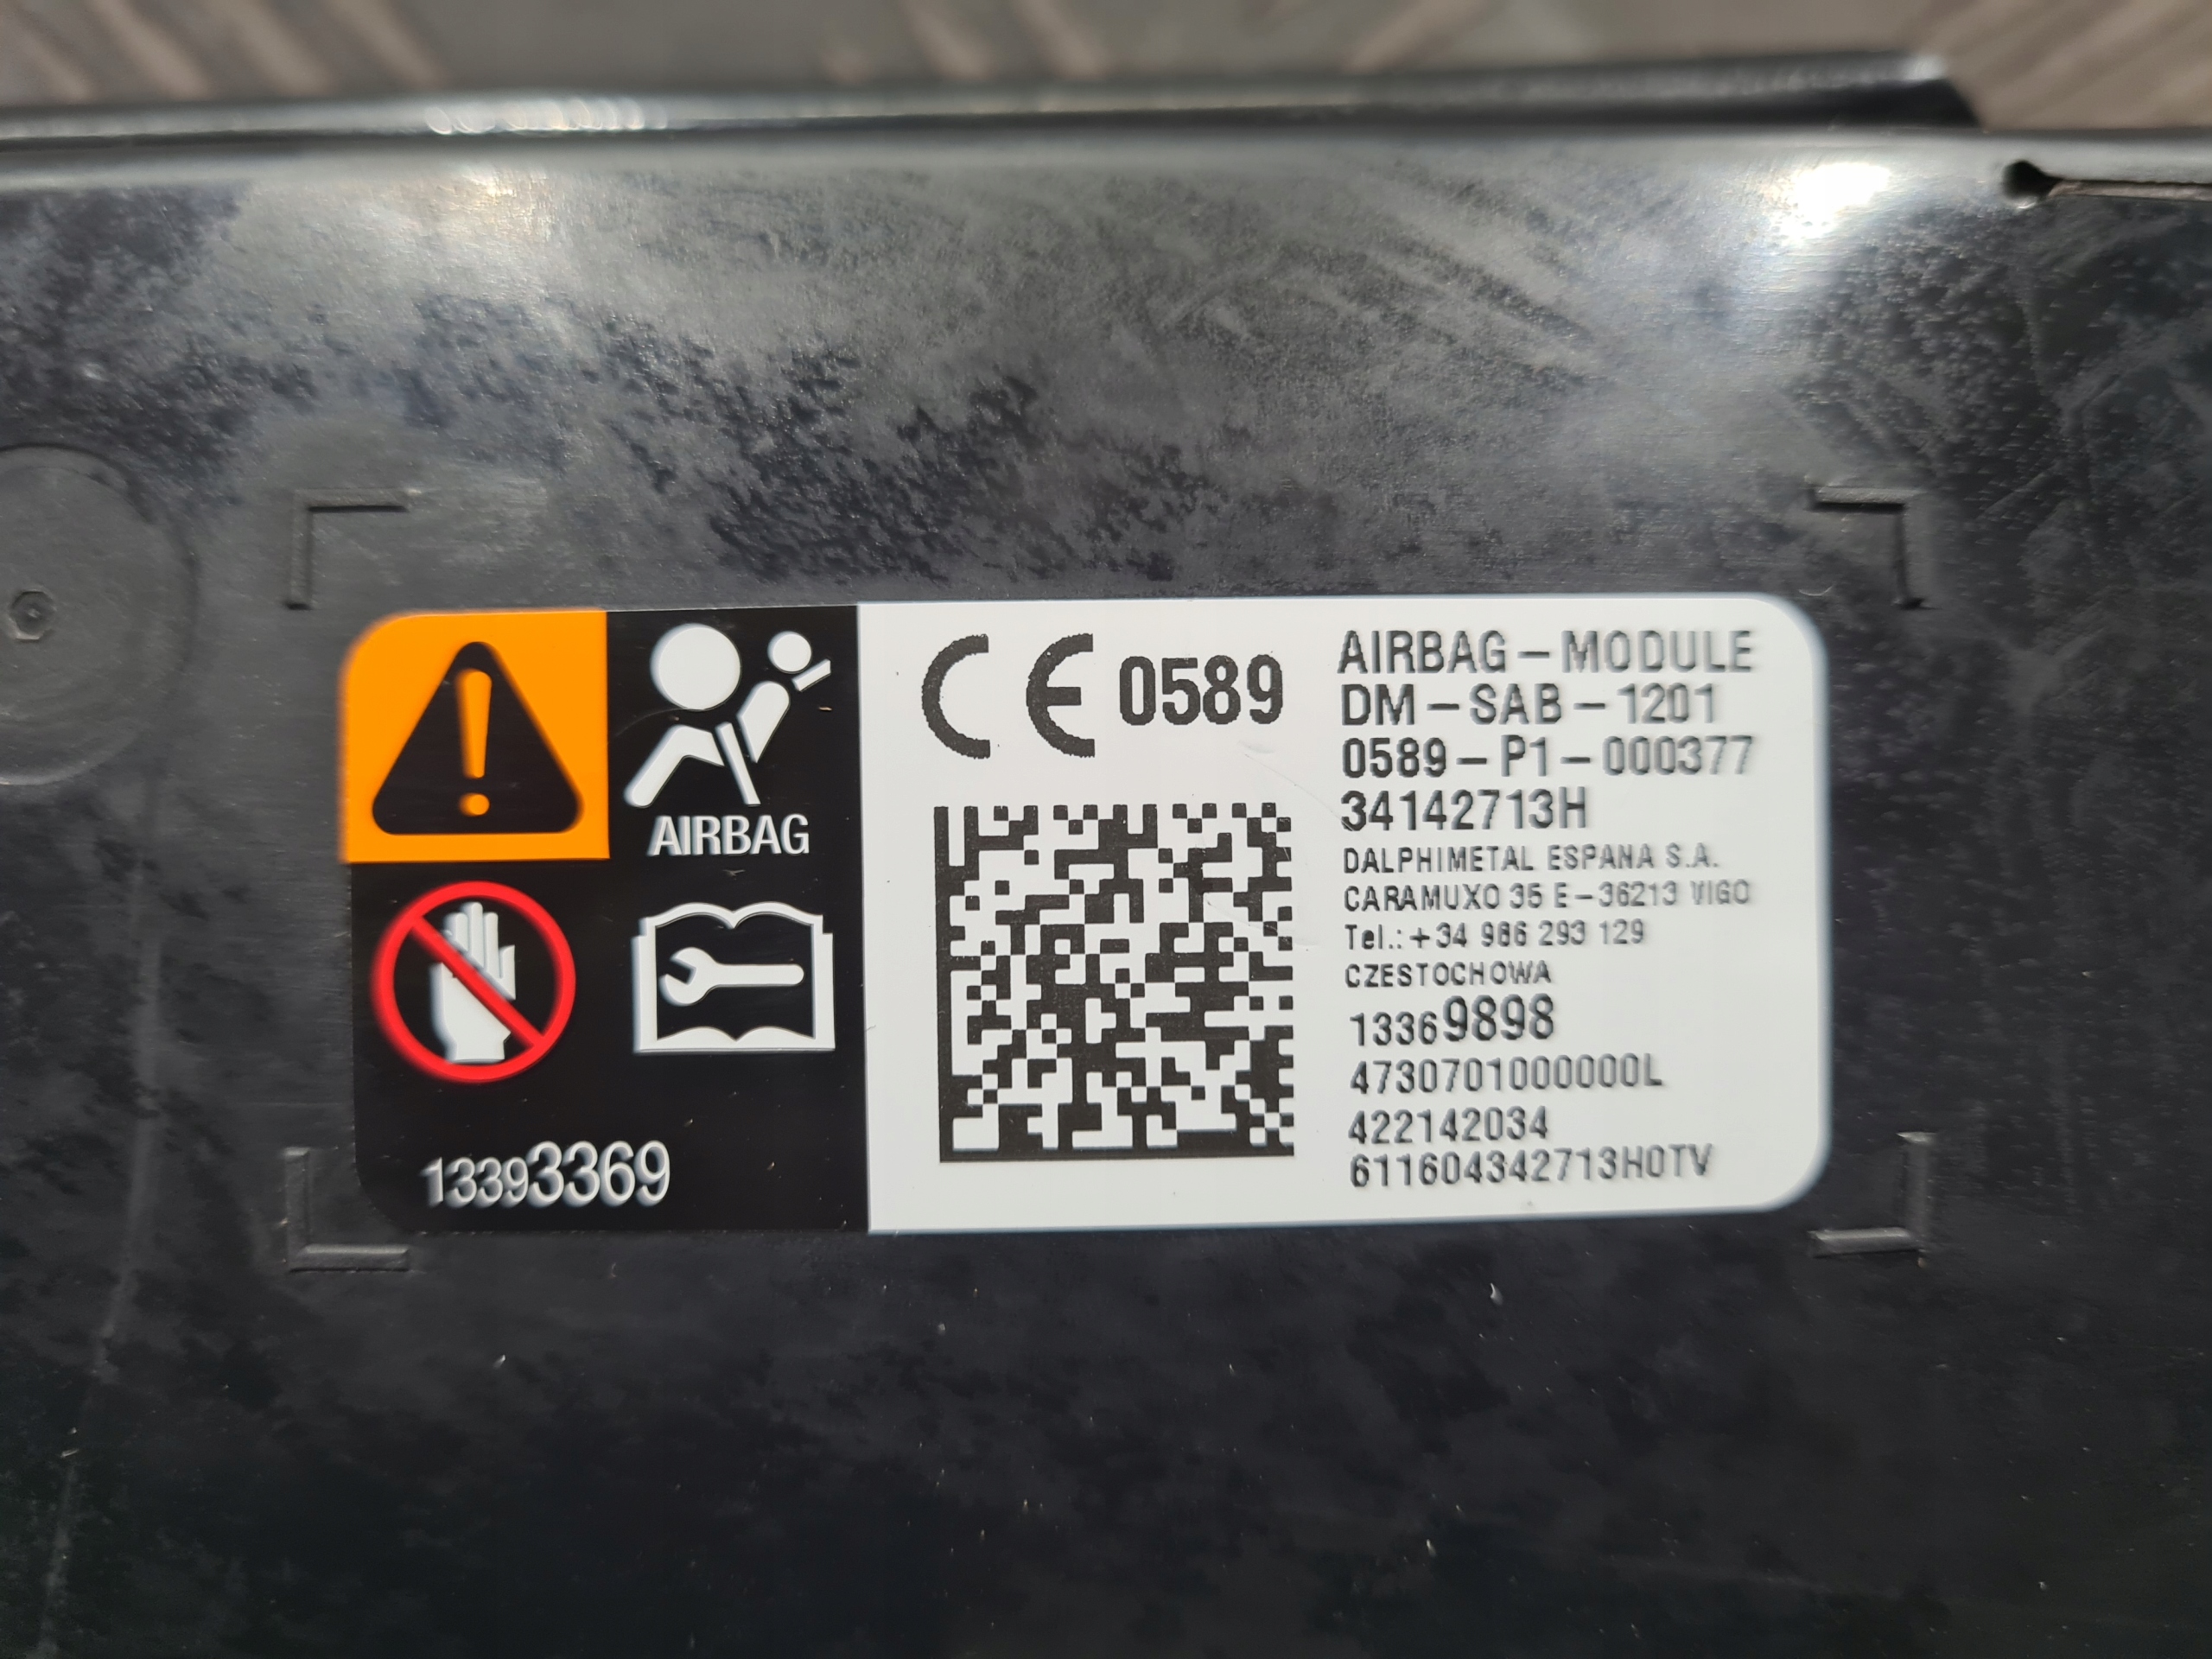 AIRBAG
13393369
CE 0589
AIRBAG-MODULE
DM-SAB-1201
0589-P1-000377
34142713H
DALPHIMETAL ESPANA S.A.
CARAMUXO 35 E-36213 VIGO
Tel.: +34 986 293 129
CZESTOCHOWA
13369898
4730701000000L
422142034
611604342713H0TV